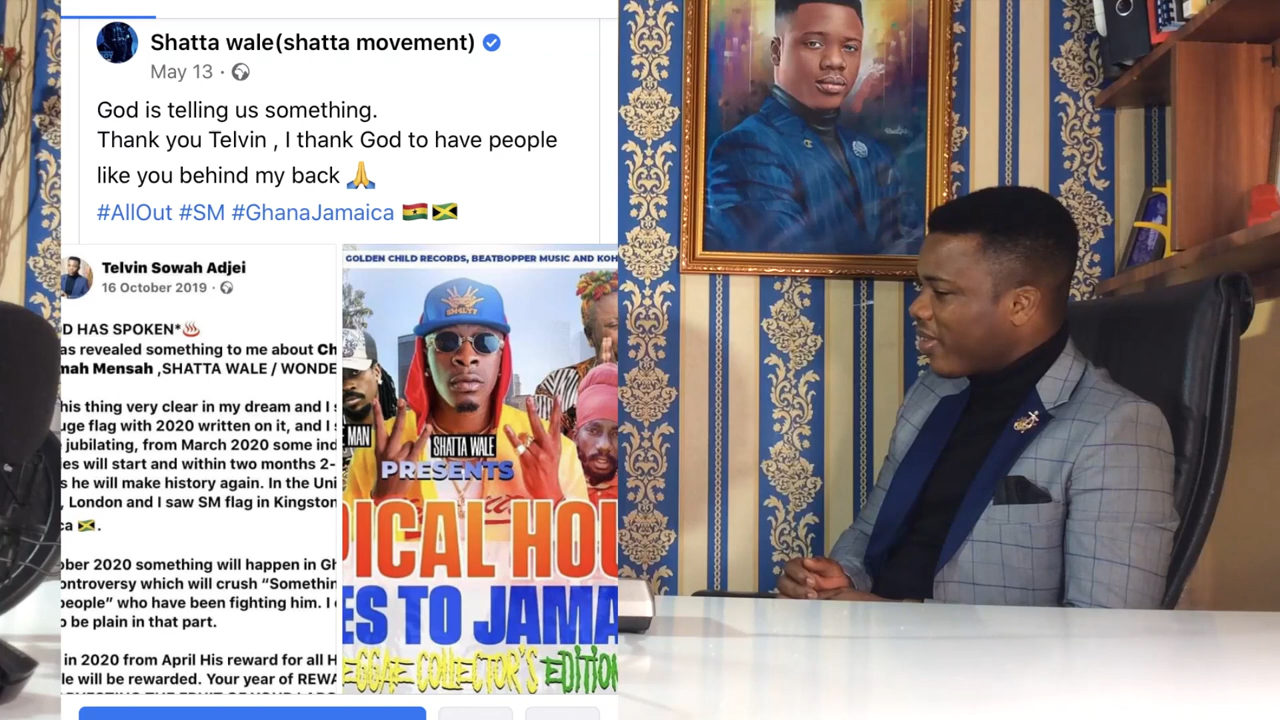 Shatta wale(shatta movement)
May 13
God is telling us something.
Thank you Telvin , I thank God to have people
like you behind my back 🙏
#AllOut #SM #GhanaJamaica 🇬🇭🇯🇲
Telvin Sowah Adjei
16 October 2019 ·
D HAS SPOKEN*♨️
as revealed something to me about Ch
mah Mensah ,SHATTA WALE / WONDE
his thing very clear in my dream and I s
uge flag with 2020 written on it, and I s
jubilating, from March 2020 some ind
ies will start and within two months 2-
s he will make history again. In the Uni
, London and I saw SM flag in Kingston
ca 🇯🇲.
ober 2020 something will happen in Gh
ontroversy which will crush “Somethin
people” who have been fighting him. I
o be plain in that part.
in 2020 from April His reward for all H
le will be rewarded. Your year of REWA
GOLDEN CHILD RECORDS, BEATBOPPER MUSIC AND KOH
E MAN
SHATTA WALE
PRESENTS
DICAL HOU
ES TO JAMA
EGGAE COLLECTOR'S EDITION